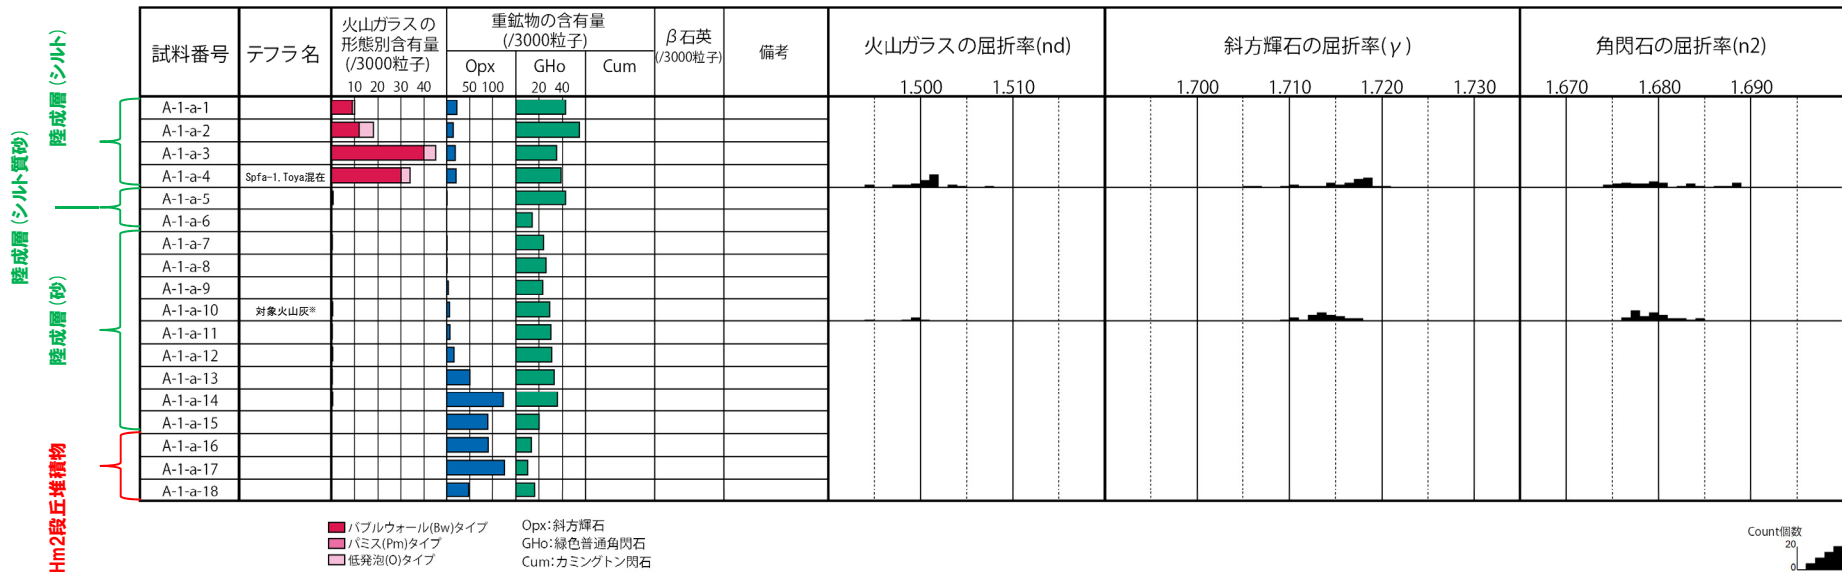 試料番号
テフラ名
火山ガラスの
形態別含有量
(/3000粒子)
10 20 30 40
重鉱物の含有量
(/3000粒子)
Opx
50 100
GHo
20 40
Cum
β石英
(/3000粒子)
備考
火山ガラスの屈折率(nd)
1.500 1.510
斜方輝石の屈折率(γ)
1.700 1.710 1.720 1.730
角閃石の屈折率(n2)
1.670 1.680 1.690
陸成層(シルト質砂)
陸成層(シルト)
陸成層(砂)
Hm2段丘堆積物
A-1-a-1
A-1-a-2
A-1-a-3
A-1-a-4 Spfa-1, Toya混在
A-1-a-5
A-1-a-6
A-1-a-7
A-1-a-8
A-1-a-9
A-1-a-10 対象火山灰※
A-1-a-11
A-1-a-12
A-1-a-13
A-1-a-14
A-1-a-15
A-1-a-16
A-1-a-17
A-1-a-18
バブルウォール(Bw)タイプ
パミス(Pm)タイプ
低発泡(O)タイプ
Opx:斜方輝石
GHo:緑色普通角閃石
Cum:カミングトン閃石
Count個数
20
0